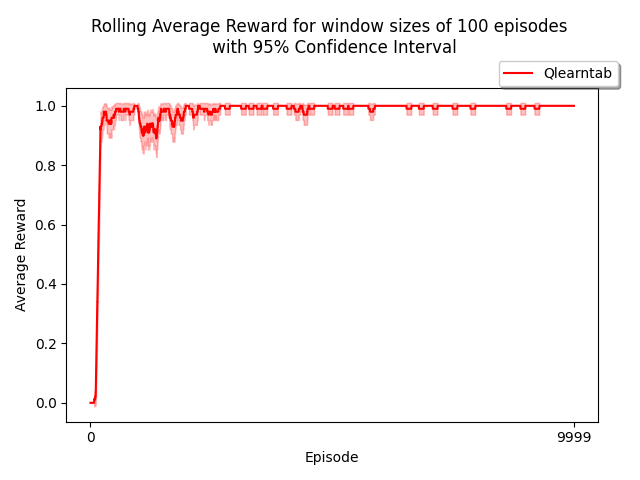 Rolling Average Reward for window sizes of 100 episodes
with 95% Confidence Interval
Qlearntab
1.0
0.8
0.6
0.4
0.2
0.0
Average Reward
0
9999
Episode